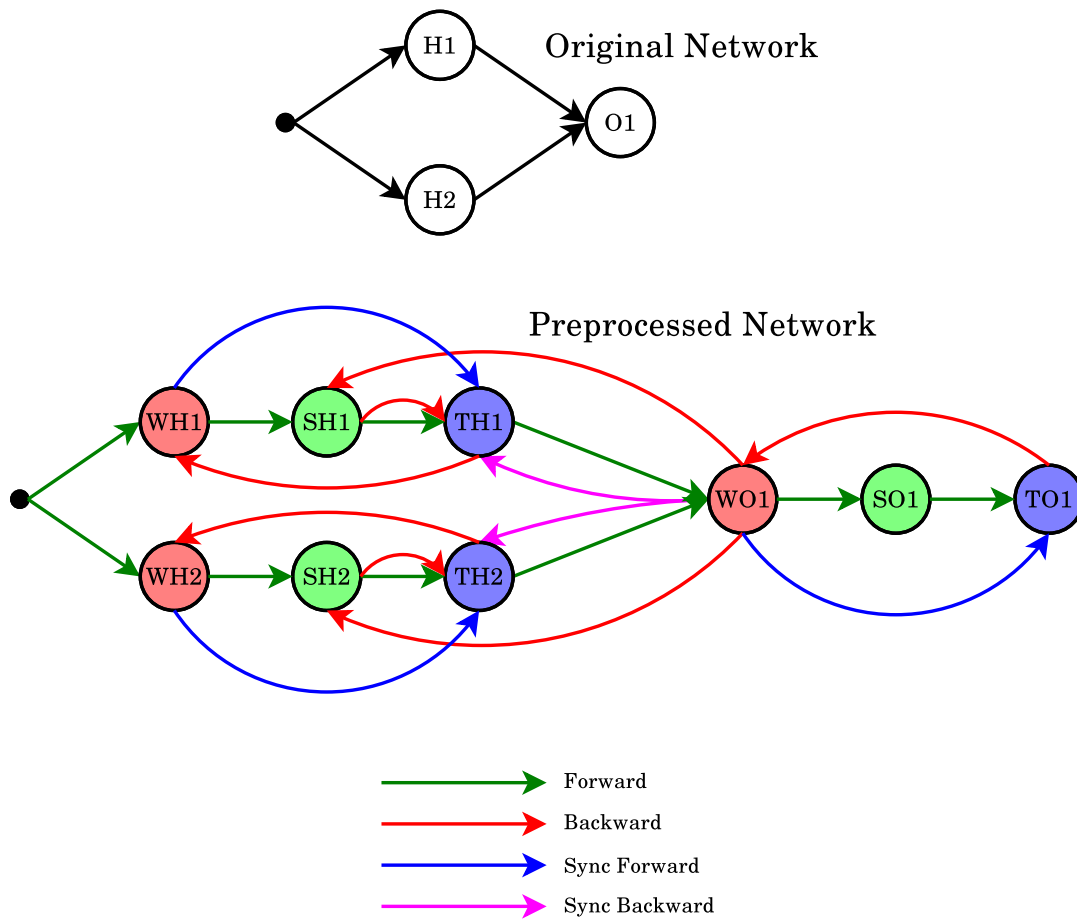 H1
Original Network
O1
H2
Preprocessed Network
WH1
SH1
TH1
WO1
SO1
TO1
WH2
SH2
TH2
Forward
Backward
Sync Forward
Sync Backward